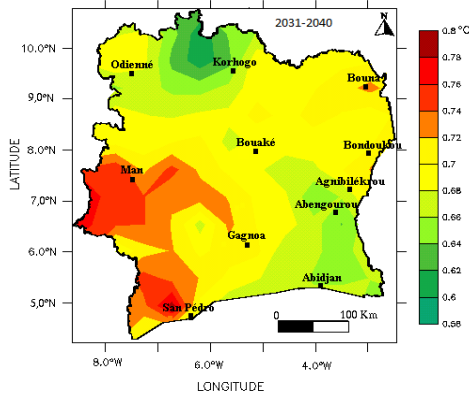 2031-2040
N
0.8 °C
0.78
0.76
0.74
0.72
0.7
0.68
0.66
0.64
0.62
0.6
0.58
10.0°N
9,0°N
8.0°N
7.0°N
6.0°N
5,0°N
LATITUDE
Odienné
Korhogo
Bouna
Bouaké
Bondoukou
Man
Agnibilékrou
Abengourou
Gagnoa
Abidjan
San Pédro
0 100 Km
8.0°W 6.0°W 4.0°W
LONGITUDE